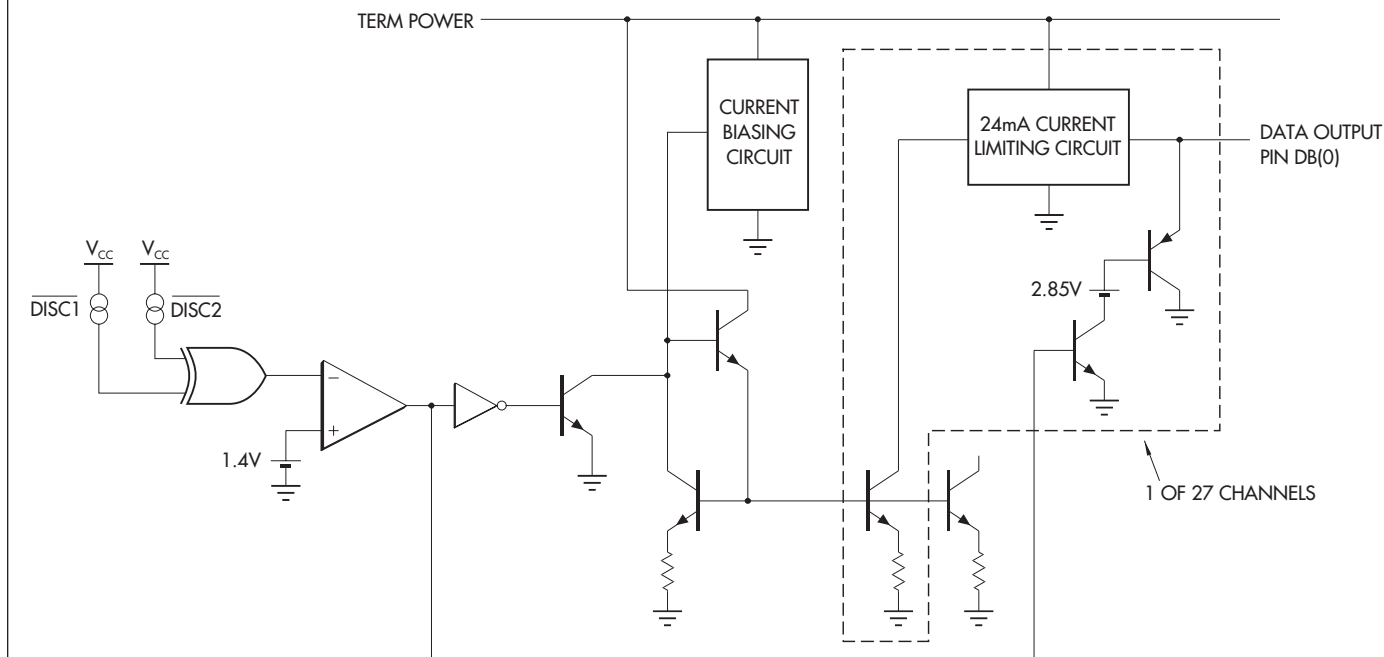 TERM POWER
CURRENT
BIASING
CIRCUIT
24mA CURRENT
LIMITING CIRCUIT
DATA OUTPUT
PIN DB(0)
VCC
VCC
DISC1
DISC2
2.85V
1.4V
1 OF 27 CHANNELS
−
+